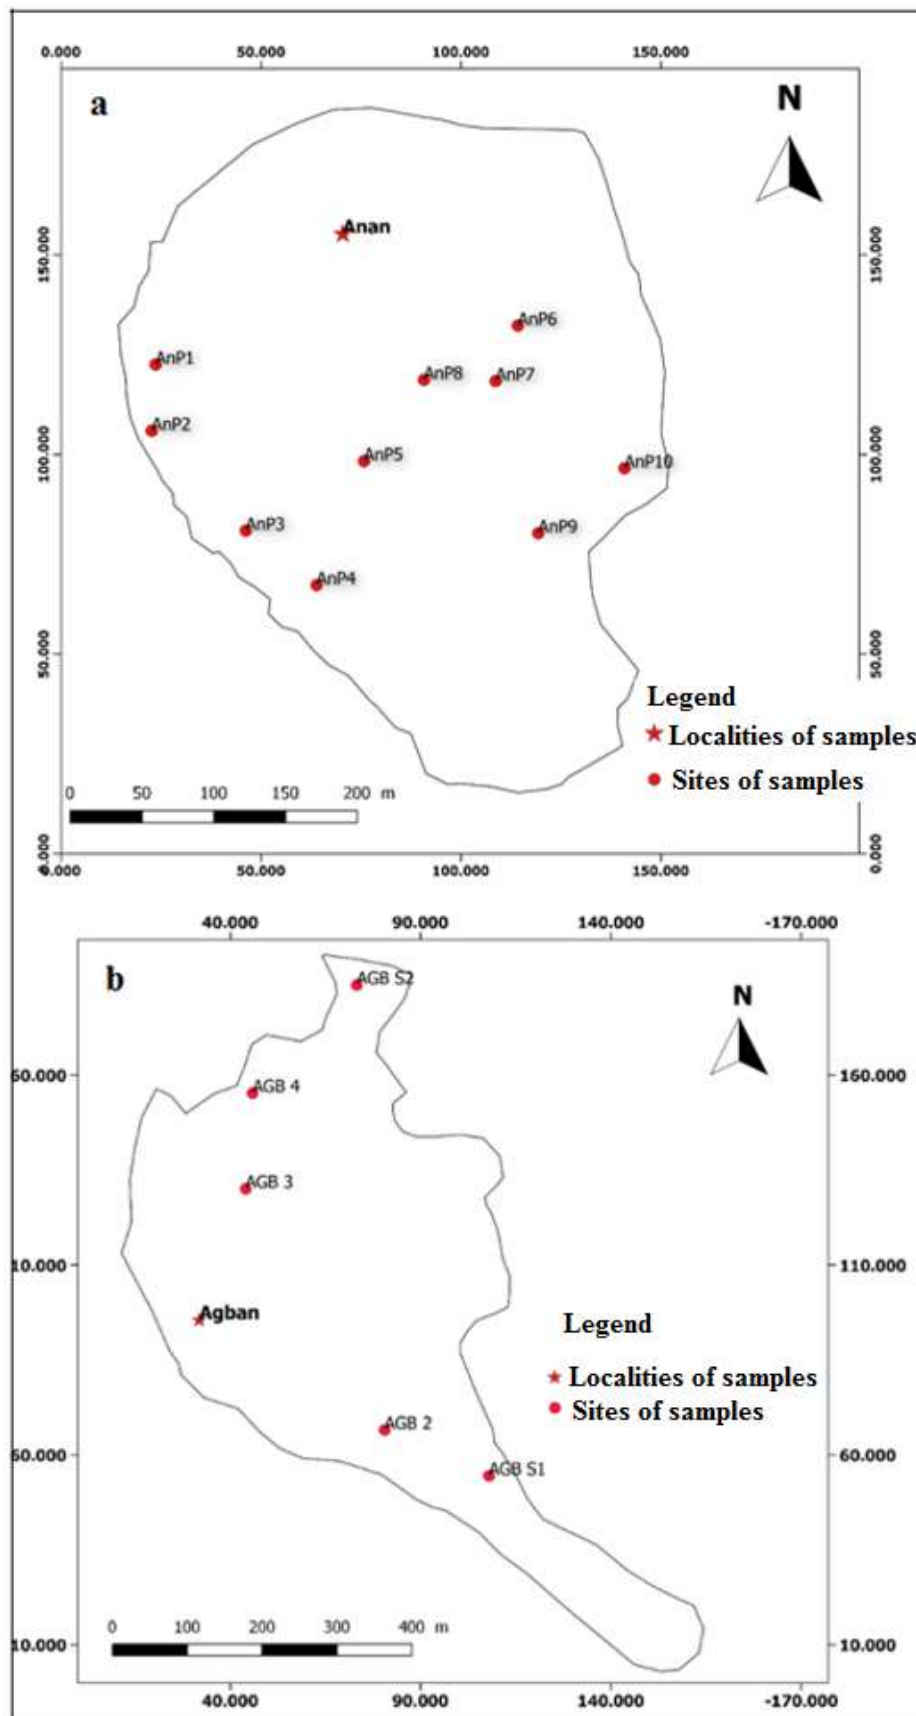 0.000 50.000 100.000 150.000
a
N
Anan
150.000 150.000
AnP6
AnP1
AnP8 AnP7
AnP2
100.000 100.000
AnP5 AnP10
AnP3 AnP9
AnP4
50.000 50.000
Legend
Localities of samples
Sites of samples
0 50 100 150 200 m
0.000 0.000
0.000 50.000 100.000 150.000
40.000 90.000 140.000 -170.000
b
AGB S2
N
60.000 160.000
AGB 4
AGB 3
10.000 110.000
Agban
Legend
Localities of samples
Sites of samples
AGB 2
60.000 60.000
AGB S1
0 100 200 300 400 m
10.000 10.000
40.000 90.000 140.000 -170.000